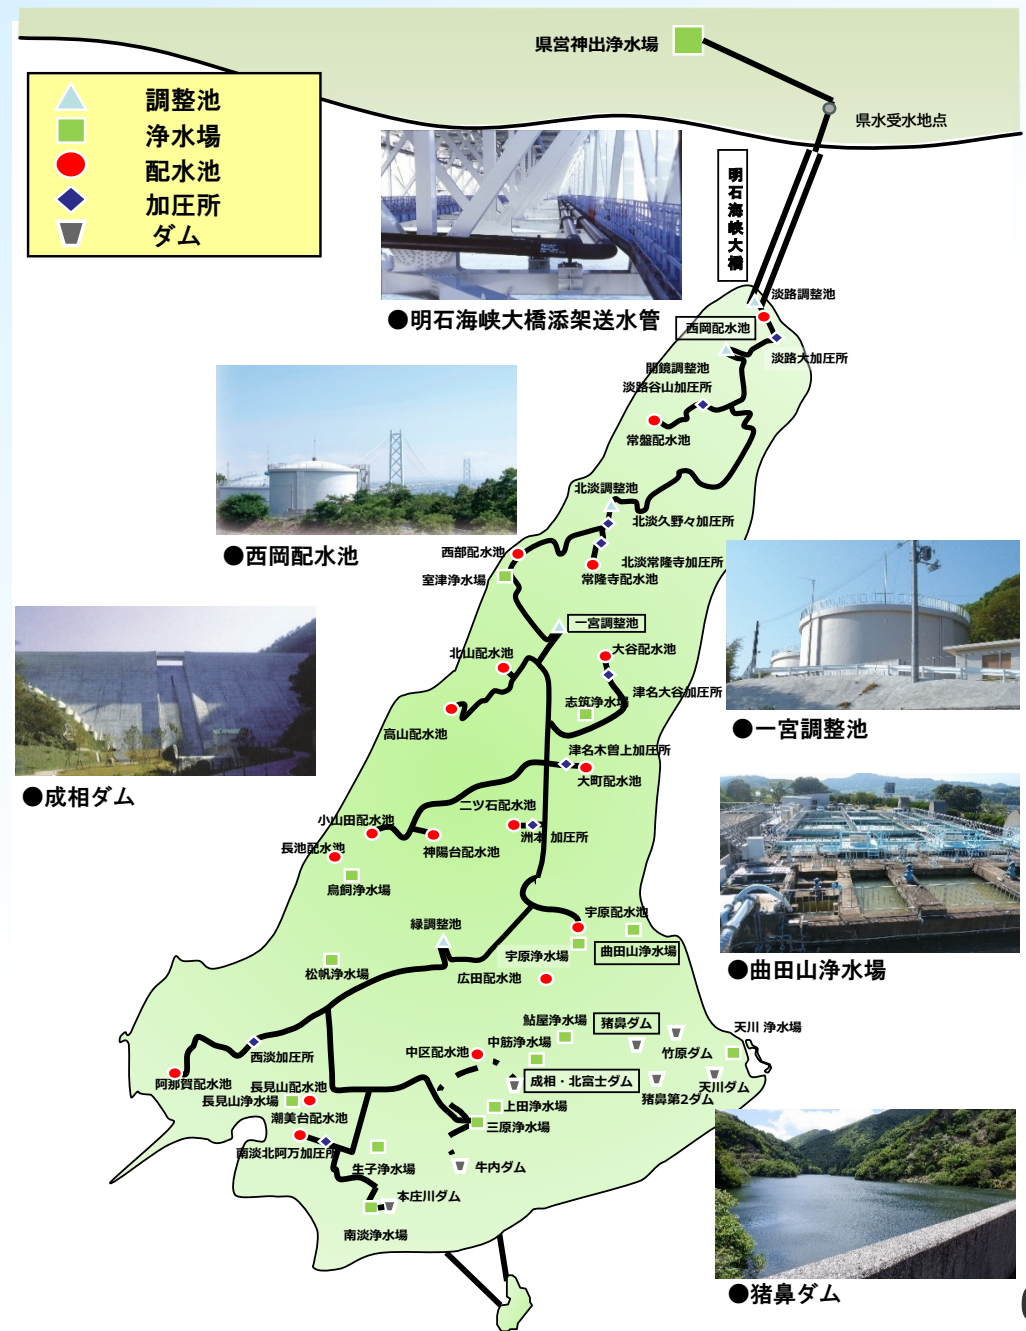 県営神出浄水場
県水受水地点
調整池
浄水場
配水池
加圧所
ダム
明石海峡大橋
●明石海峡大橋添架送水管
淡路調整池
西岡配水池
淡路大加圧所
開鏡調整池
淡路谷山加圧所
常盤配水池
●西岡配水池
北淡調整池
北淡久野々加圧所
西部配水池
北淡常隆寺加圧所
室津浄水場
常隆寺配水池
一宮調整池
北山配水池
大谷配水池
津名大谷加圧所
志筑浄水場
高山配水池
●一宮調整池
津名木曽上加圧所
大町配水池
●成相ダム
二ツ石配水池
小山田配水池
洲本 加圧所
長池配水池
神陽台配水池
鳥飼浄水場
宇原配水池
緑調整池
宇原浄水場
曲田山浄水場
松帆浄水場
広田配水池
●曲田山浄水場
鮎屋浄水場
猪鼻ダム
天川 浄水場
中筋浄水場
中区配水池
竹原ダム
西淡加圧所
成相・北富士ダム
阿那賀配水池
長見山配水池
天川ダム
長見山浄水場
猪鼻第2ダム
上田浄水場
潮美台配水池
三原浄水場
南淡北阿万加圧所
生子浄水場
牛内ダム
本庄川ダム
南淡浄水場
●猪鼻ダム